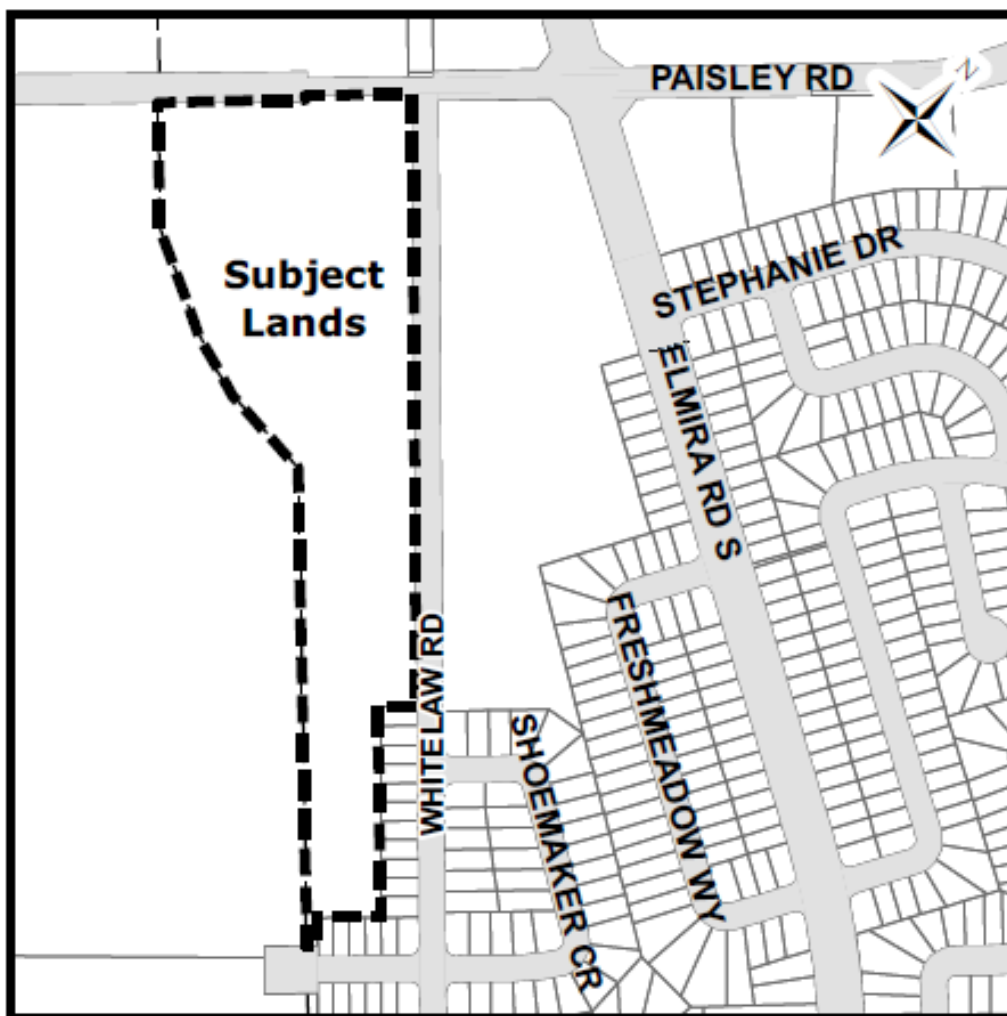 PAISLEY RD
N
STEPHANIE DR
Subject
Lands
ELMIRA RD S
FRESHMEADOW WY
WHITELAW RD
SHOEMAKER CR